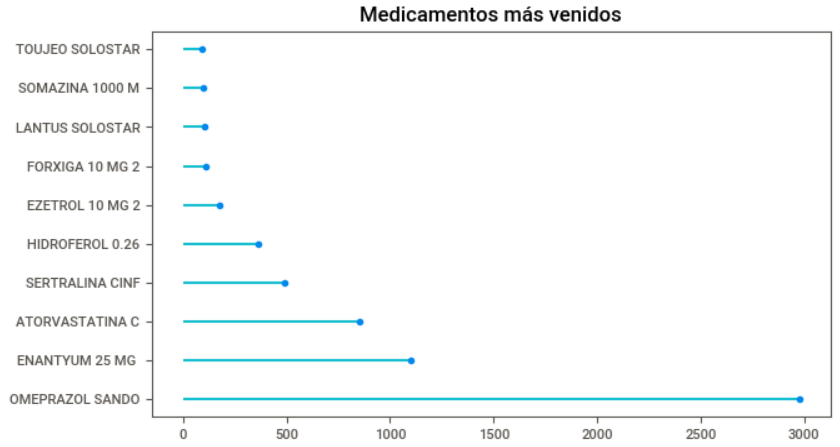 Medicamentos más venidos
TOUJEO SOLOSTAR
SOMAZINA 1000 M
LANTUS SOLOSTAR
FORXIGA 10 MG 2
EZETROL 10 MG 2
HIDROFEROL 0.26
SERTRALINA CINF
ATORVASTATINA C
ENANTYUM 25 MG
OMEPRAZOL SANDO
0 500 1000 1500 2000 2500 3000